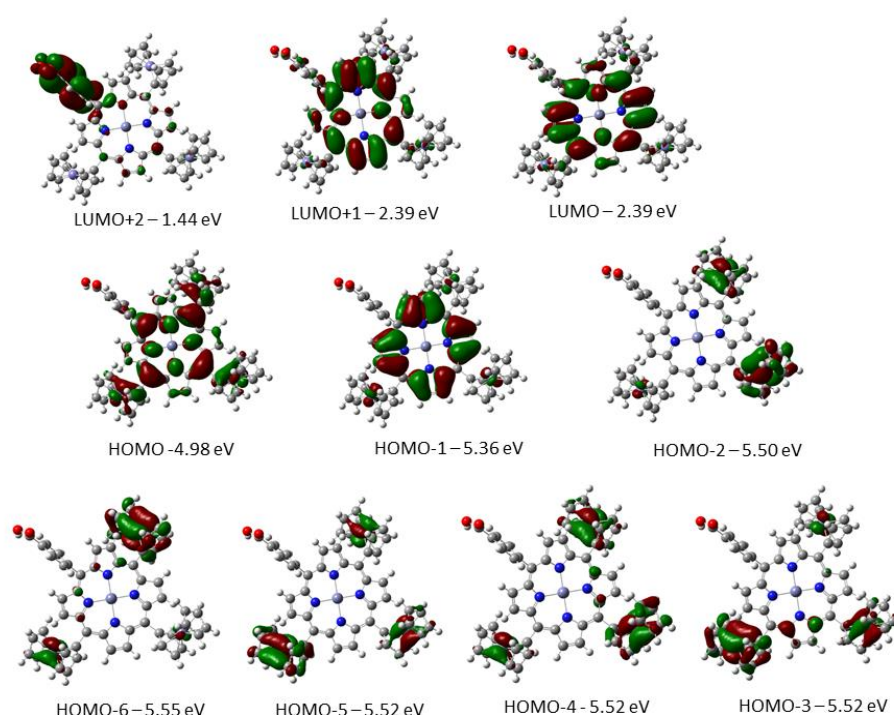 LUMO+2 – 1.44 eV
LUMO+1 – 2.39 eV
LUMO – 2.39 eV
HOMO -4.98 eV
HOMO-1 – 5.36 eV
HOMO-2 – 5.50 eV
HOMO-6 – 5.55 eV
HOMO-5 – 5.52 eV
HOMO-4 - 5.52 eV
HOMO-3 – 5.52 eV